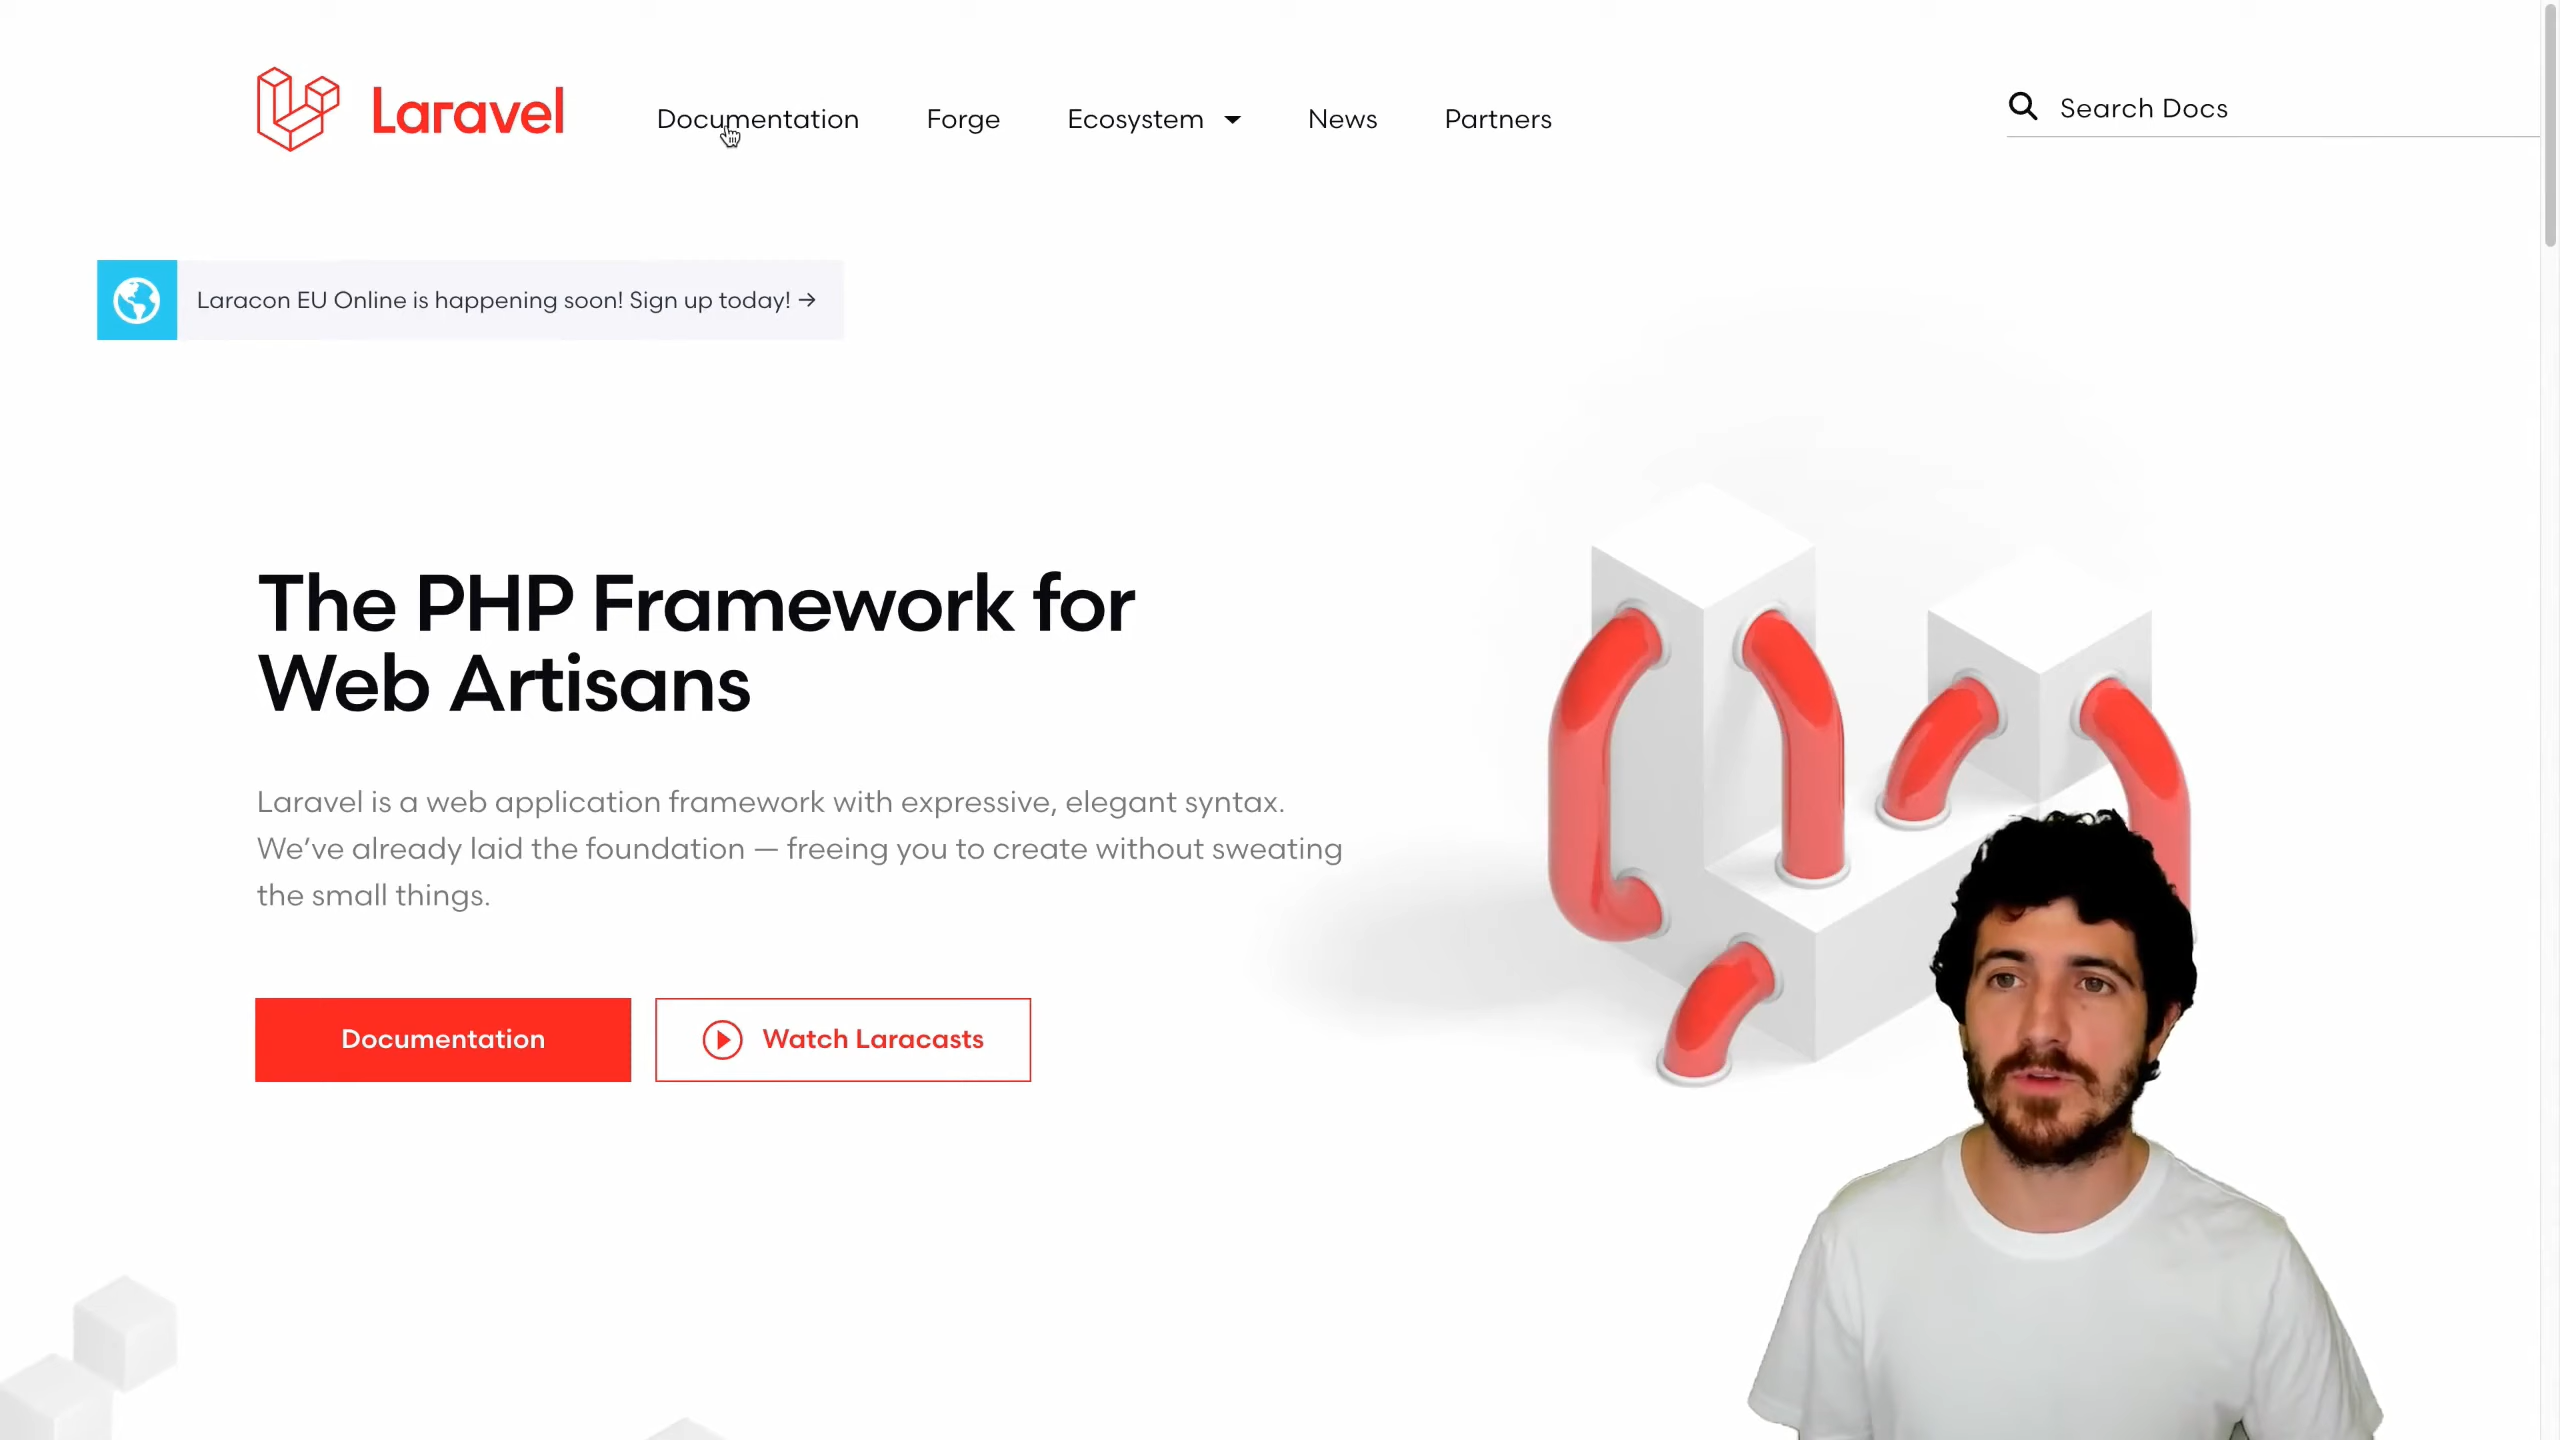 Laravel
Documentation
Forge
Ecosystem
News
Partners
Search Docs
Laracon EU Online is happening soon! Sign up today! →
The PHP Framework for
Web Artisans
Laravel is a web application framework with expressive, elegant syntax.
We’ve already laid the foundation — freeing you to create without sweating
the small things.
Documentation
Watch Laracasts